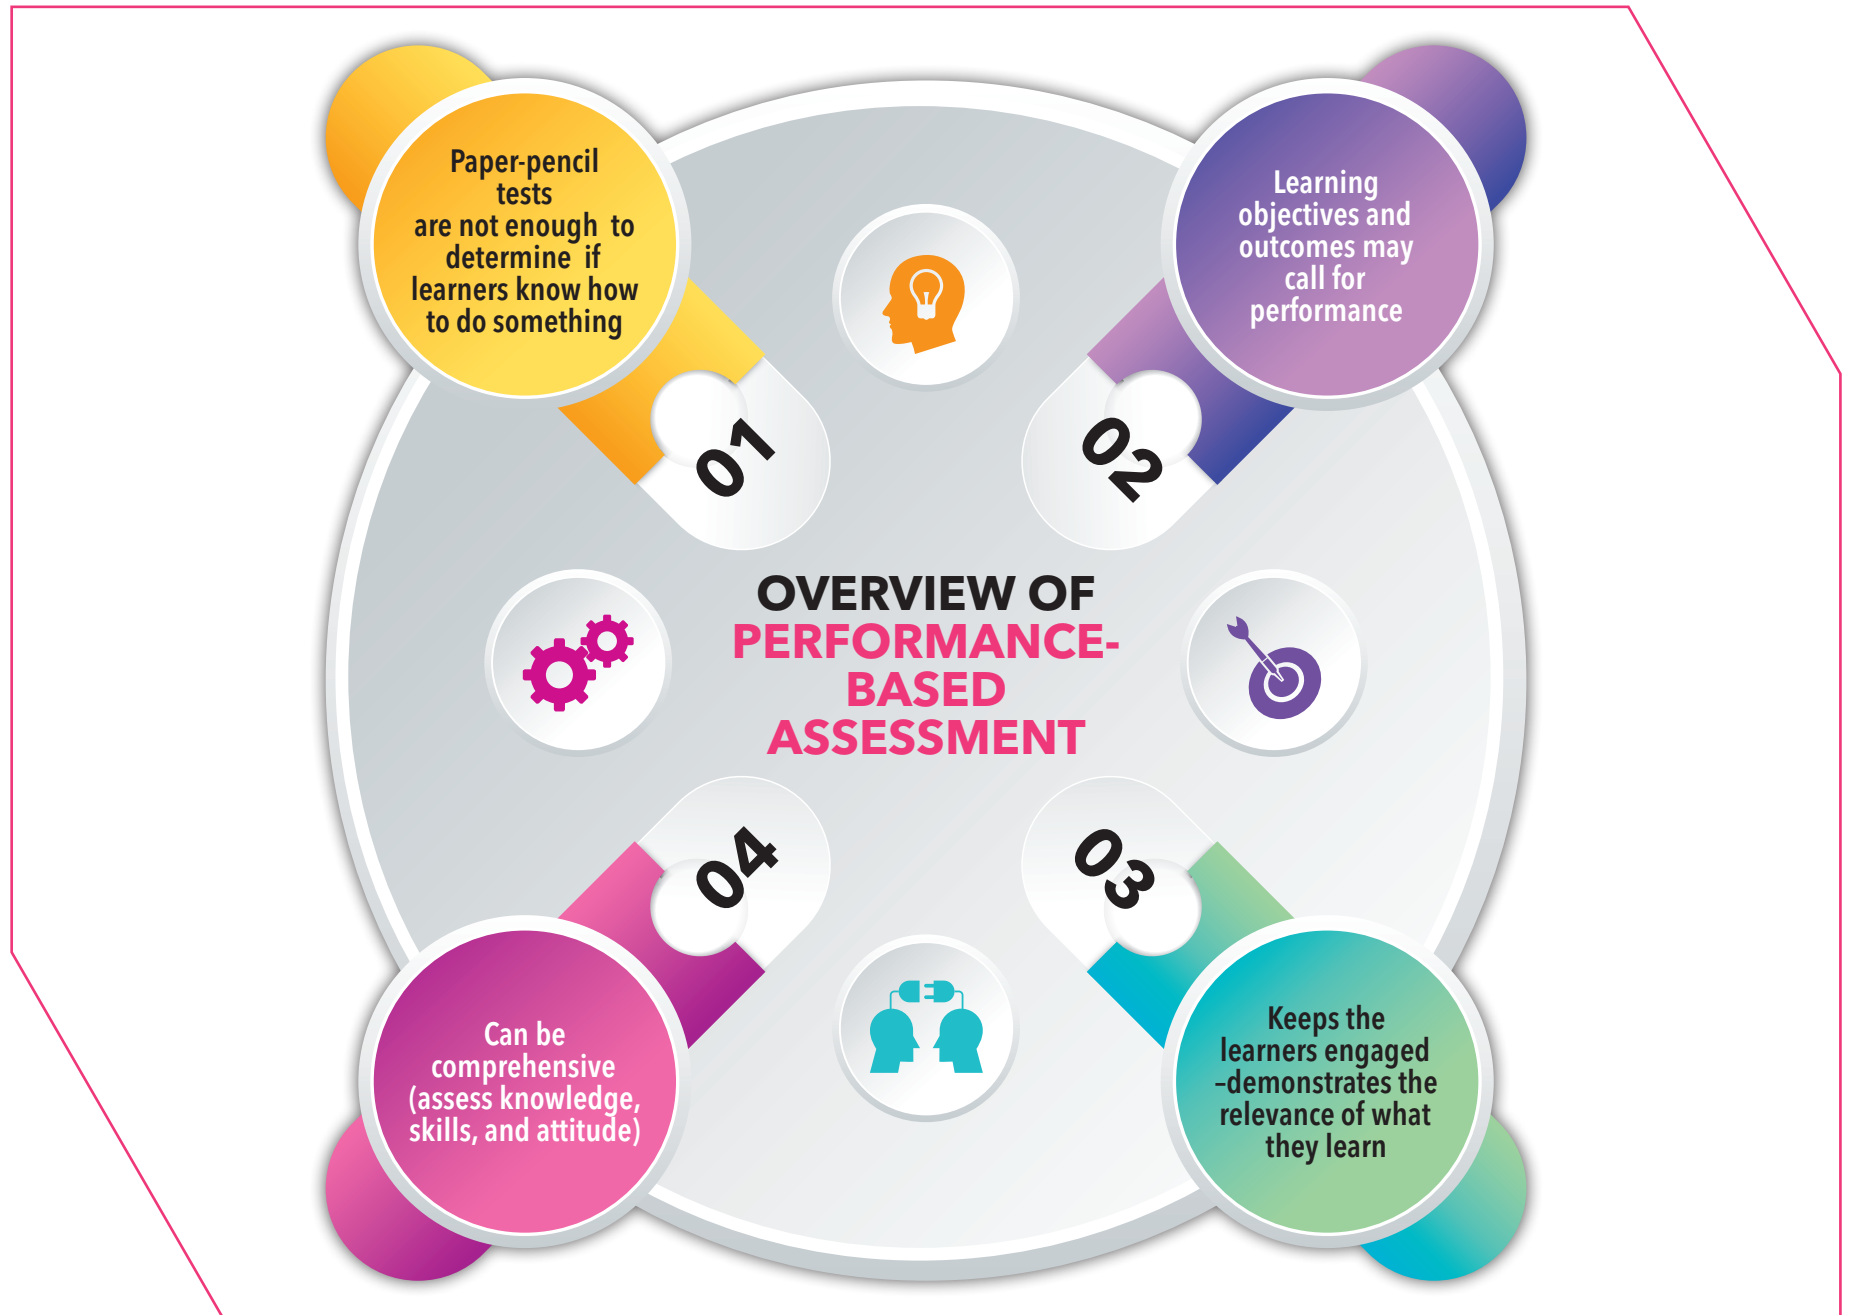 Paper-pencil
tests
are not enough to
determine if
learners know how
to do something
01
Learning
objectives and
outcomes may
call for
performance
02
OVERVIEW OF
PERFORMANCE-
BASED
ASSESSMENT
03
Keeps the
learners engaged
–demonstrates the
relevance of what
they learn
04
Can be
comprehensive
(assess knowledge,
skills, and attitude)